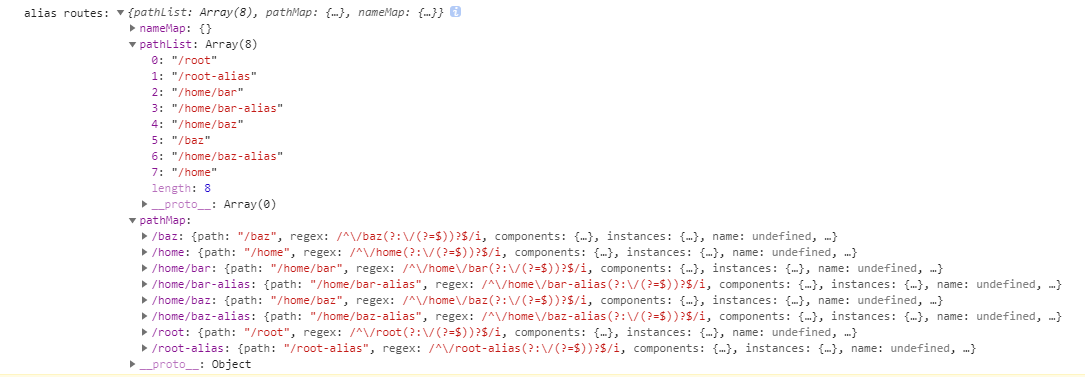 alias routes: ▼{pathList: Array(8), pathMap: {…}, nameMap: {…}} i
▶nameMap: {}
▼pathList: Array(8)
0: "/root"
1: "/root-alias"
2: "/home/bar"
3: "/home/bar-alias"
4: "/home/baz"
5: "/baz"
6: "/home/baz-alias"
7: "/home"
length: 8
▶__proto__: Array(0)
▼pathMap:
▶/baz: {path: "/baz", regex: /^\/baz(?:\/(?=$))?$/i, components: {…}, instances: {…}, name: undefined, …}
▶/home: {path: "/home", regex: /^\/home(?:\/(?=$))?$/i, components: {…}, instances: {…}, name: undefined, …}
▶/home/bar: {path: "/home/bar", regex: /^\/home\/bar(?:\/(?=$))?$/i, components: {…}, instances: {…}, name: undefined, …}
▶/home/bar-alias: {path: "/home/bar-alias", regex: /^\/home\/bar-alias(?:\/(?=$))?$/i, components: {…}, instances: {…}, name: undefined, …}
▶/home/baz: {path: "/home/baz", regex: /^\/home\/baz(?:\/(?=$))?$/i, components: {…}, instances: {…}, name: undefined, …}
▶/home/baz-alias: {path: "/home/baz-alias", regex: /^\/home\/baz-alias(?:\/(?=$))?$/i, components: {…}, instances: {…}, name: undefined, …}
▶/root: {path: "/root", regex: /^\/root(?:\/(?=$))?$/i, components: {…}, instances: {…}, name: undefined, …}
▶/root-alias: {path: "/root-alias", regex: /^\/root-alias(?:\/(?=$))?$/i, components: {…}, instances: {…}, name: undefined, …}
▶__proto__: Object